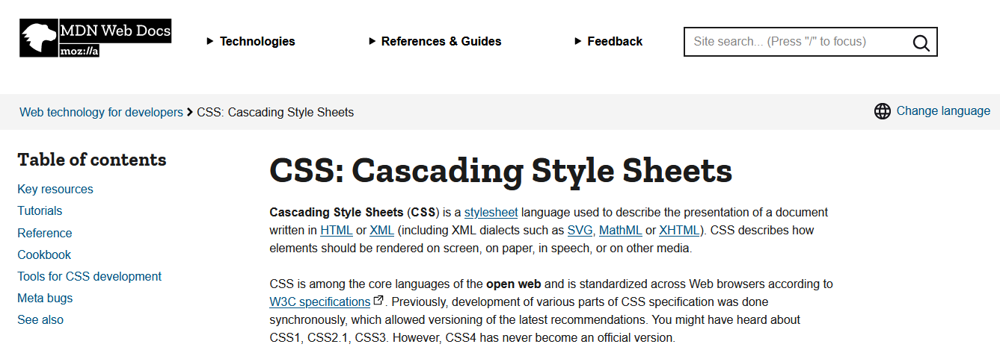 MDN Web Docs
moz://a
Technologies
References & Guides
Feedback
Site search... (Press "/" to focus)
Web technology for developers
CSS: Cascading Style Sheets
Change language
Table of contents
Key resources
Tutorials
Reference
Cookbook
Tools for CSS development
Meta bugs
See also
CSS: Cascading Style Sheets
Cascading Style Sheets (CSS) is a stylesheet language used to describe the presentation of a document
written in HTML or XML (including XML dialects such as SVG, MathML or XHTML). CSS describes how
elements should be rendered on screen, on paper, in speech, or on other media.
CSS is among the core languages of the open web and is standardized across Web browsers according to
W3C specifications. Previously, development of various parts of CSS specification was done
synchronously, which allowed versioning of the latest recommendations. You might have heard about
CSS1, CSS2.1, CSS3. However, CSS4 has never become an official version.